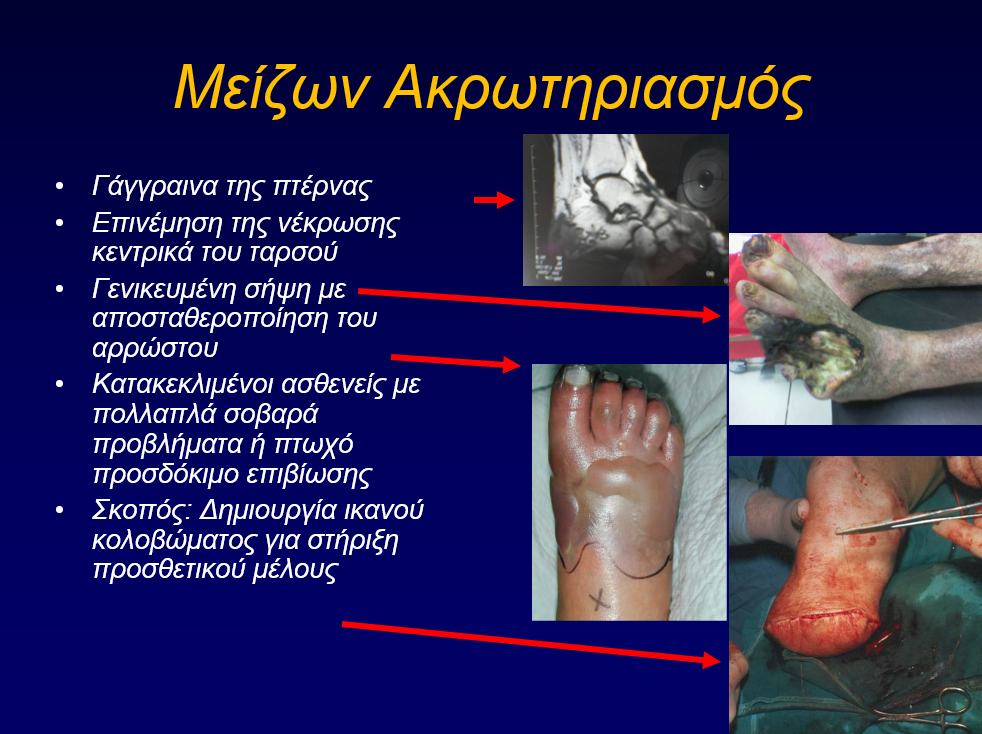 Μείζων Ακρωτηριασμός
• Γάγγραινα της πτέρνας
• Επινέμηση της νέκρωσης
κεντρικά του ταρσού
• Γενικευμένη σήψη με
αποσταθεροποίηση του
αρρώστου
• Κατακεκλιμένοι ασθενείς με
πολλαπλά σοβαρά
προβλήματα ή πτωχό
προσδόκιμο επιβίωσης
• Σκοπός: Δημιουργία ικανού
κολοβώματος για στήριξη
προσθετικού μέλους